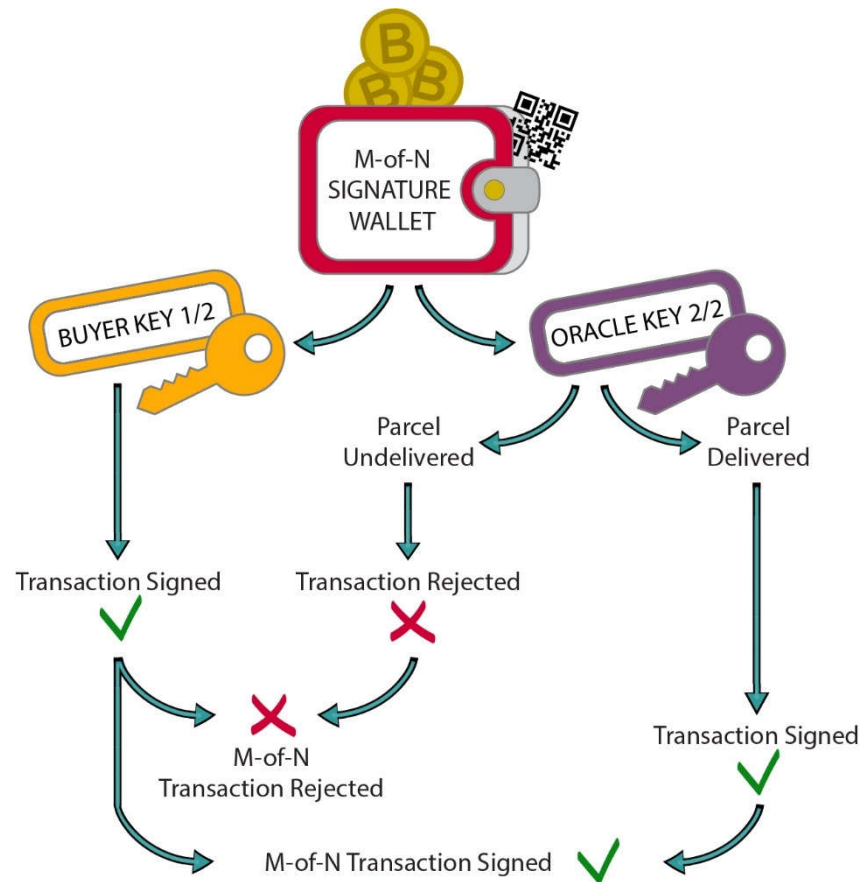 B
B
B
M-of-N
SIGNATURE
WALLET
BUYER KEY 1/2
ORACLE KEY 2/2
Parcel
Undelivered
Parcel
Delivered
Transaction Signed
Transaction Rejected
M-of-N
Transaction Rejected
Transaction Signed
M-of-N Transaction Signed